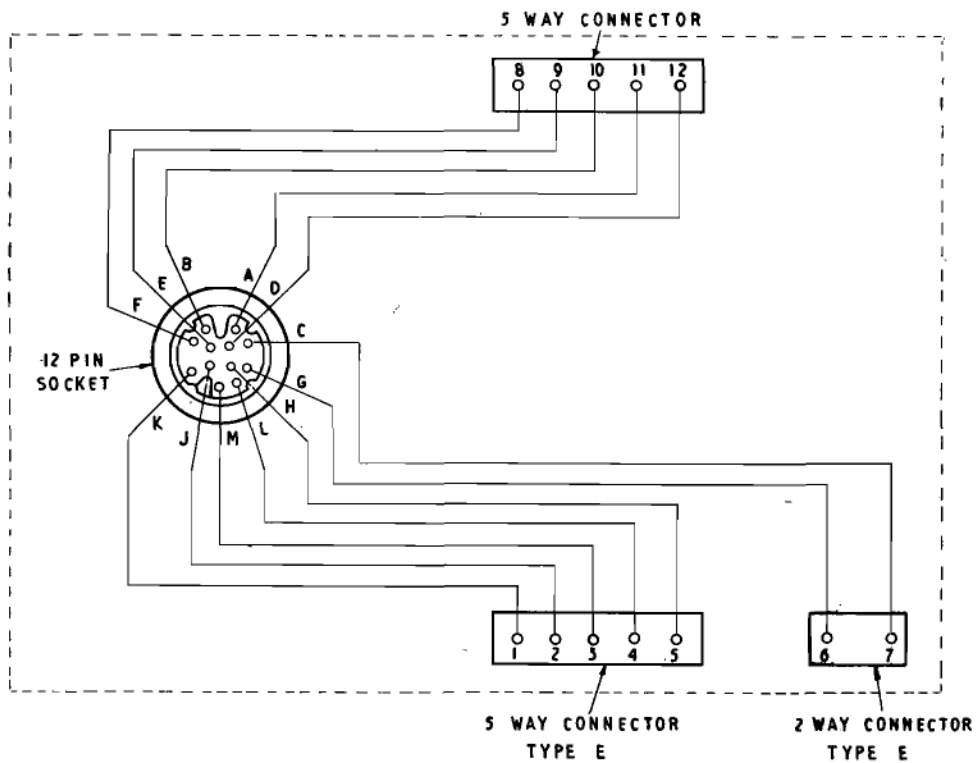 5 WAY CONNECTOR
8 9 10 11 12
B A
E D
F C
12 PIN
SOCKET
G
K H
J M L
1 2 3 4 5
6 7
5 WAY CONNECTOR
TYPE E
2 WAY CONNECTOR
TYPE E